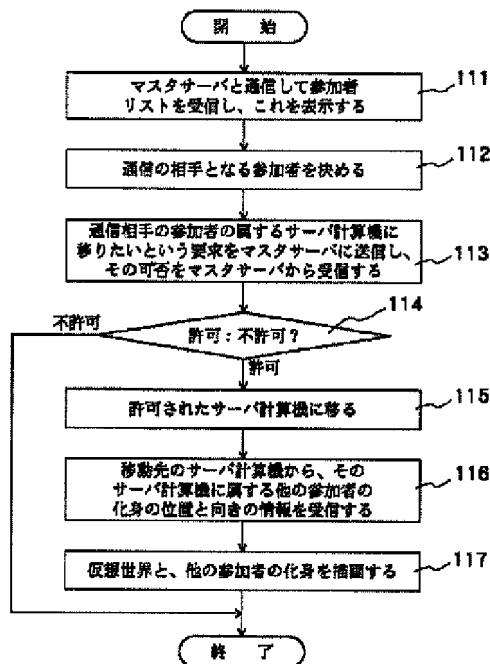 開 始
マスタサーバと通信して参加者
リストを受信し、これを表示する
111
通信の相手となる参加者を決める
112
通信相手の参加者の属するサーバ計算機に
移りたいという要求をマスタサーバに送信し、
その可否をマスタサーバから受信する
113
114
不許可
許可:不許可?
許可
許可されたサーバ計算機に移る
115
移動先のサーバ計算機から、その
サーバ計算機に属する他の参加者の
化身の位置と向きの情報を受信する
116
仮想世界と、他の参加者の化身を描画する
117
終 了